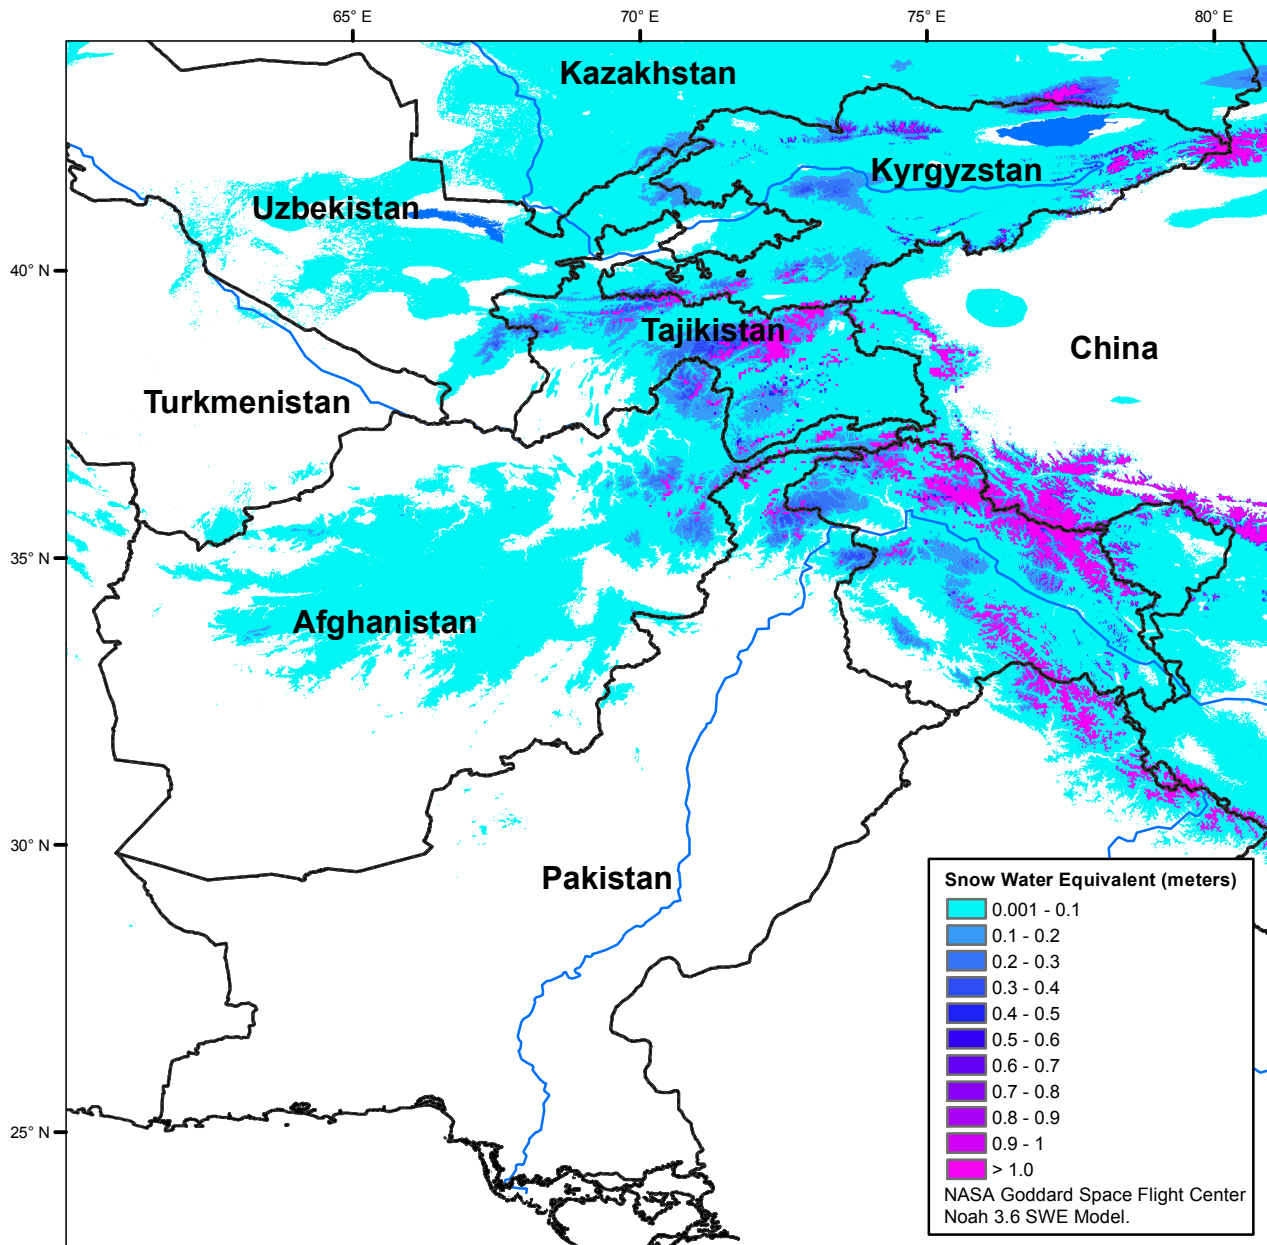 65° E
70° E
75° E
80° E
Kazakhstan
Kyrgyzstan
Uzbekistan
40° N
Tajikistan
China
Turkmenistan
35° N
Afghanistan
30° N
Pakistan
25° N
Snow Water Equivalent (meters)
0.001 - 0.1
0.1 - 0.2
0.2 - 0.3
0.3 - 0.4
0.4 - 0.5
0.5 - 0.6
0.6 - 0.7
0.7 - 0.8
0.8 - 0.9
0.9 - 1
> 1.0
NASA Goddard Space Flight Center
Noah 3.6 SWE Model.